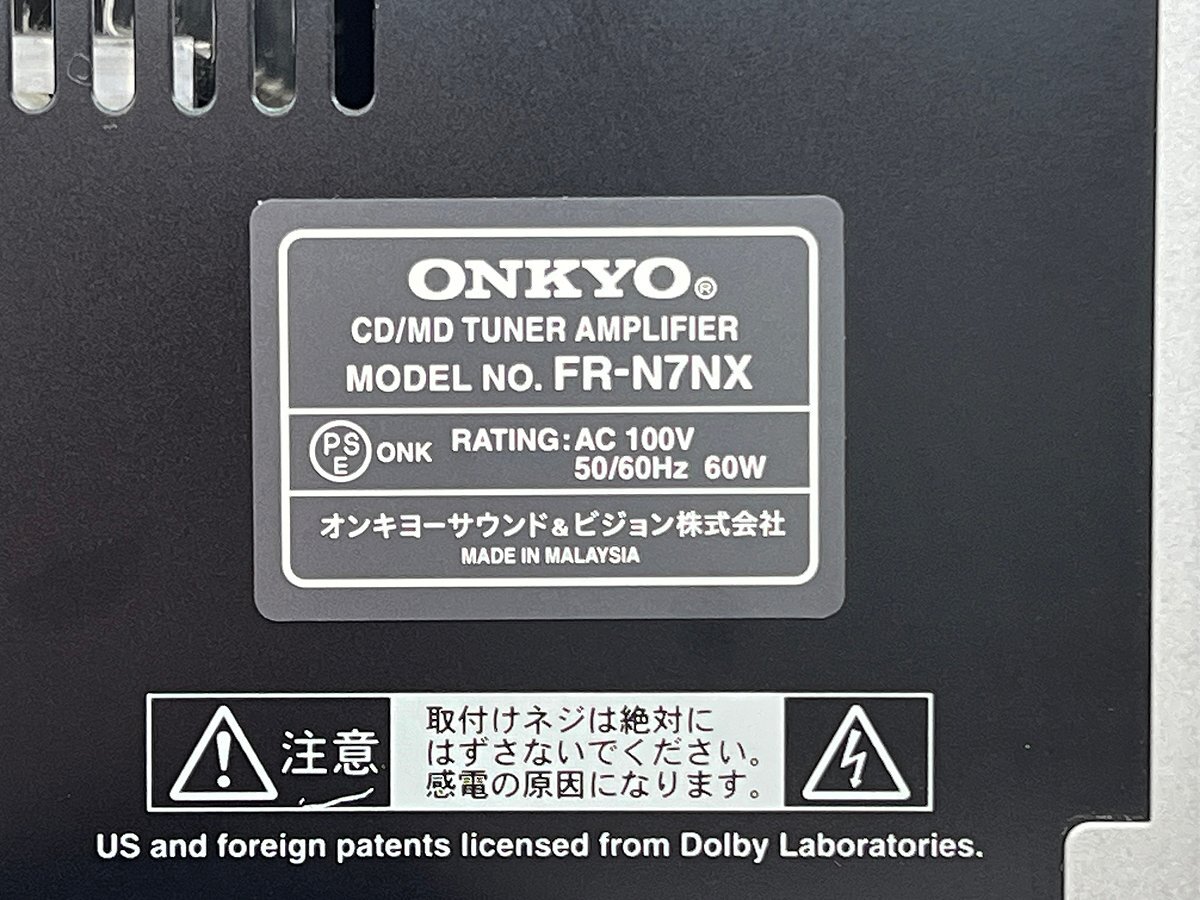 ONKYO®
CD/MD TUNER AMPLIFIER
MODEL NO. FR-N7NX
PSE ONK RATING: AC 100V
50/60Hz 60W
オンキヨーサウンド&ビジョン株式会社
MADE IN MALAYSIA
注意
取付けネジは絶対に
はずさないでください。
感電の原因になります。
US and foreign patents licensed from Dolby Laboratories.